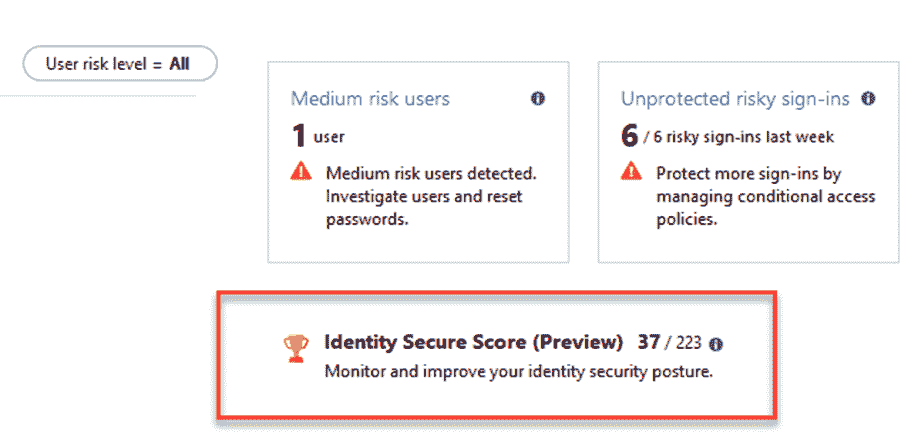 User risk level = All
Medium risk users
1 user
Medium risk users detected.
Investigate users and reset
passwords.
Unprotected risky sign-ins
6 / 6 risky sign-ins last week
Protect more sign-ins by
managing conditional access
policies.
Identity Secure Score (Preview) 37 / 223
Monitor and improve your identity security posture.